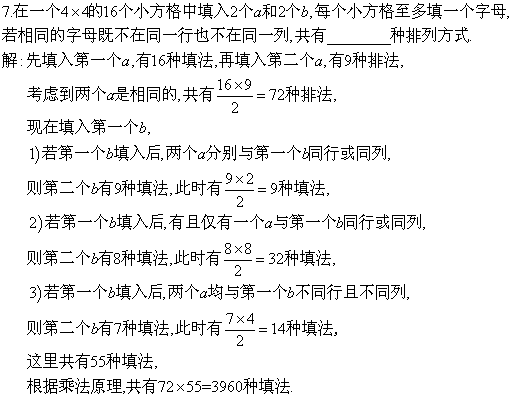 7.在一个4×4的16个小方格中填入2个a和2个b,每个小方格至多填一个字母,
若相同的字母既不在同一行也不在同一列,共有________种排列方式.
解:先填入第一个a,有16种填法,再填入第二个a,有9种排法,
考虑到两个a是相同的,共有16×9/2=72种排法,
现在填入第一个b,
1)若第一个b填入后,两个a分别与第一个b同行或同列,
则第二个b有9种填法,此时有9×2/2=9种填法,
2)若第一个b填入后,有且仅有一个a与第一个b同行或同列,
则第二个b有8种填法,此时有8×8/2=32种填法,
3)若第一个b填入后,两个a均与第一个b不同行且不同列,
则第二个b有7种填法,此时有7×4/2=14种填法,
这里共有55种填法,
根据乘法原理,共有72×55=3960种填法.